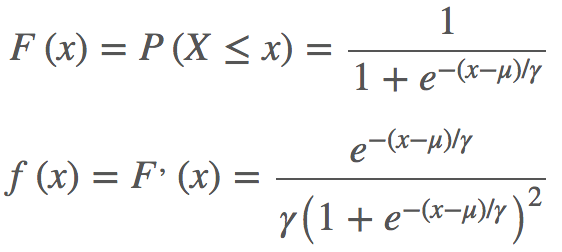 F (x) = P (X ≤ x) = 1 / (1 + e^{−(x−μ)/γ})
f (x) = F’ (x) = e^{−(x−μ)/γ} / (γ(1 + e^{−(x−μ)/γ})^2)